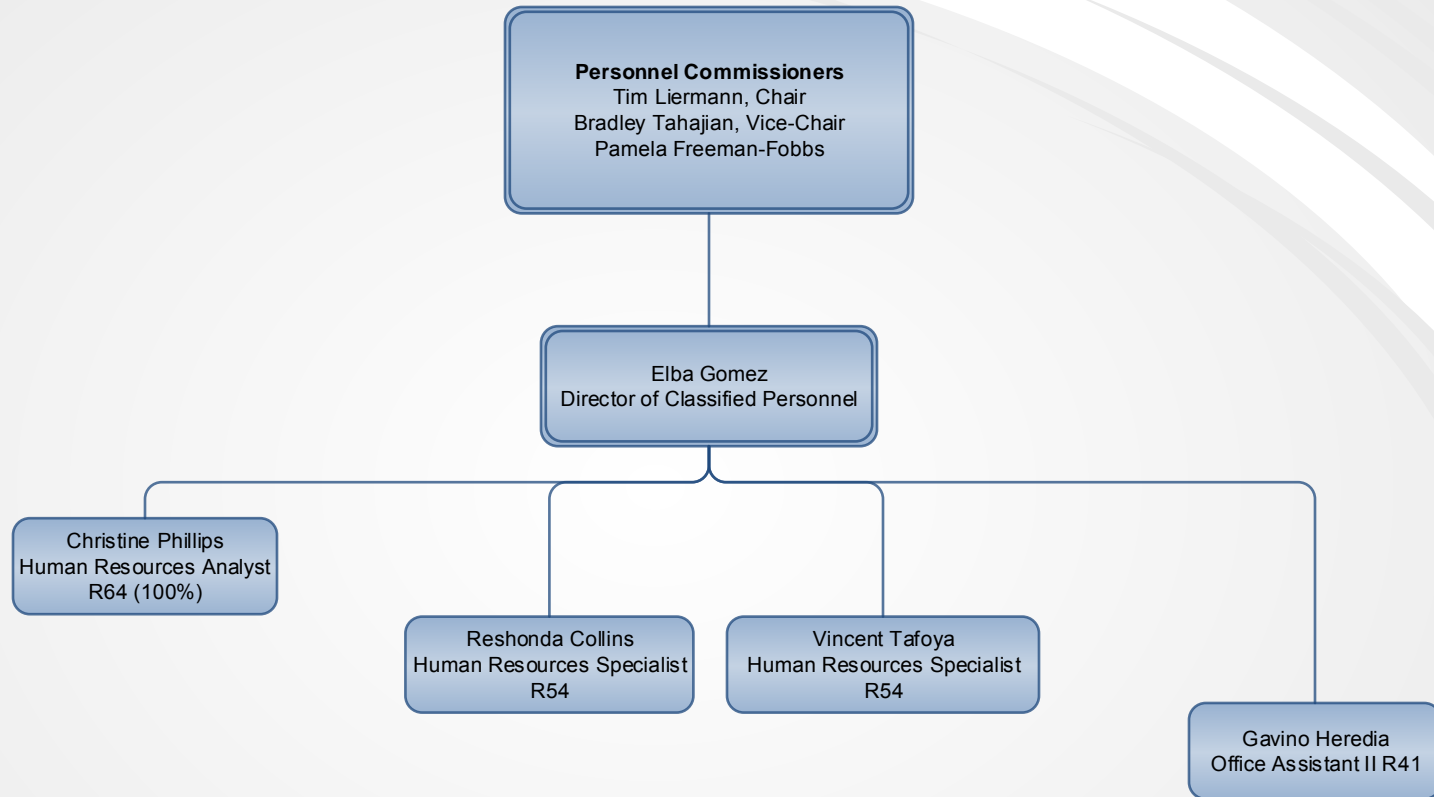 Personnel Commissioners
Tim Liermann, Chair
Bradley Tahajian, Vice-Chair
Pamela Freeman-Fobbs
Elba Gomez
Director of Classified Personnel
Christine Phillips
Human Resources Analyst
R64 (100%)
Reshonda Collins
Human Resources Specialist
R54
Vincent Tafoya
Human Resources Specialist
R54
Gavino Heredia
Office Assistant II R41